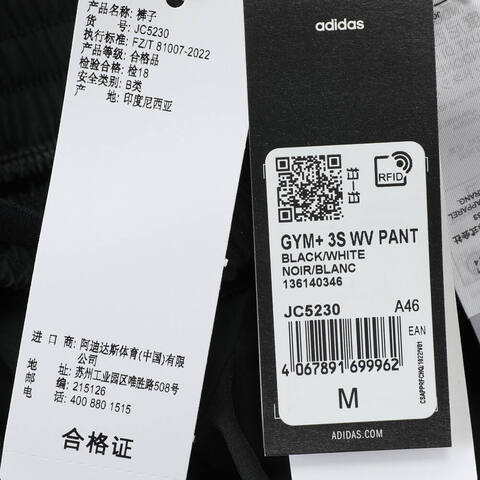 产品名称: 裤子
货 号: JC5230
执行标准: FZ/T 81007-2022
产品等级: 合格品
检验合格: 检18
安全类别: B类
产 地: 印度尼西亚
进 口 商: 阿迪达斯体育(中国)有限
公司
地 址: 苏州工业园区唯胜路508号
邮 编: 215126
电 话: 400 880 1515
合格证
adidas
RFID
GYM+ 3S WV PANT
BLACK/WHITE
NOIR/BLANC
136140346
JC5230 A46
EAN
4 067891 699962
M
ADIDAS.COM